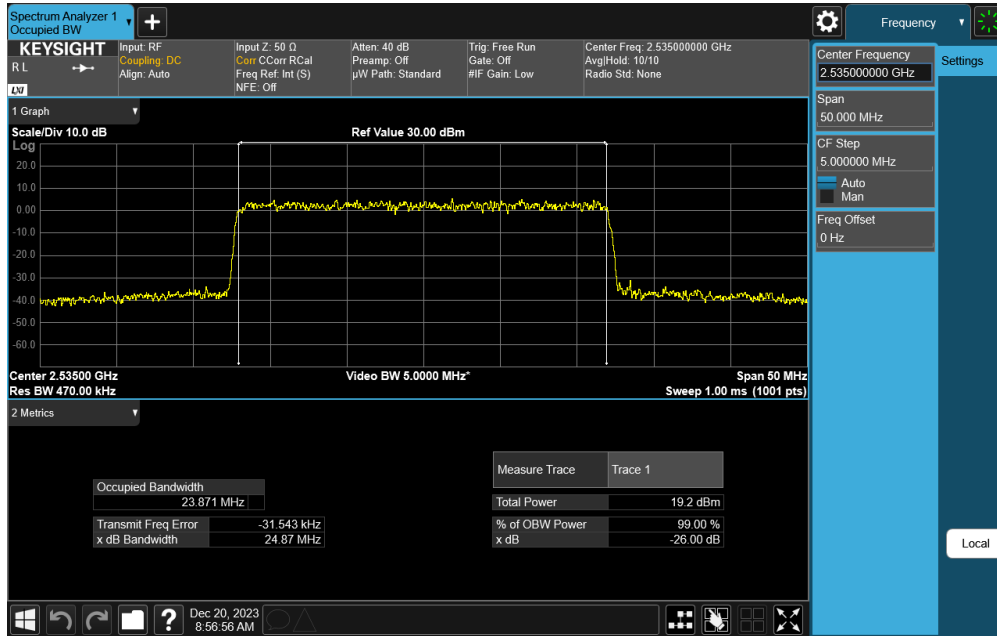 Spectrum Analyzer 1
Occupied BW
Frequency
KEYSIGHT
R L
LXI
Input: RF
Coupling: DC
Align: Auto
Input Z: 50 Ω
Corr CCorr RCal
Freq Ref: Int (S)
NFE: Off
Atten: 40 dB
Preamp: Off
µW Path: Standard
Trig: Free Run
Gate: Off
#IF Gain: Low
Center Freq: 2.535000000 GHz
Avg|Hold: 10/10
Radio Std: None
Center Frequency
2.535000000 GHz
Settings
Span
50.000 MHz
CF Step
5.000000 MHz
Auto
Man
Freq Offset
0 Hz
Local
1 Graph
Scale/Div 10.0 dB
Ref Value 30.00 dBm
Log
20.0
10.0
0.00
-10.0
-20.0
-30.0
-40.0
-50.0
-60.0
Center 2.53500 GHz
Video BW 5.0000 MHz*
Span 50 MHz
Res BW 470.00 kHz
Sweep 1.00 ms (1001 pts)
2 Metrics
Occupied Bandwidth
23.871 MHz
Transmit Freq Error -31.543 kHz
x dB Bandwidth 24.87 MHz
Measure Trace Trace 1
Total Power 19.2 dBm
% of OBW Power 99.00 %
x dB -26.00 dB
?
Dec 20, 2023
8:56:56 AM